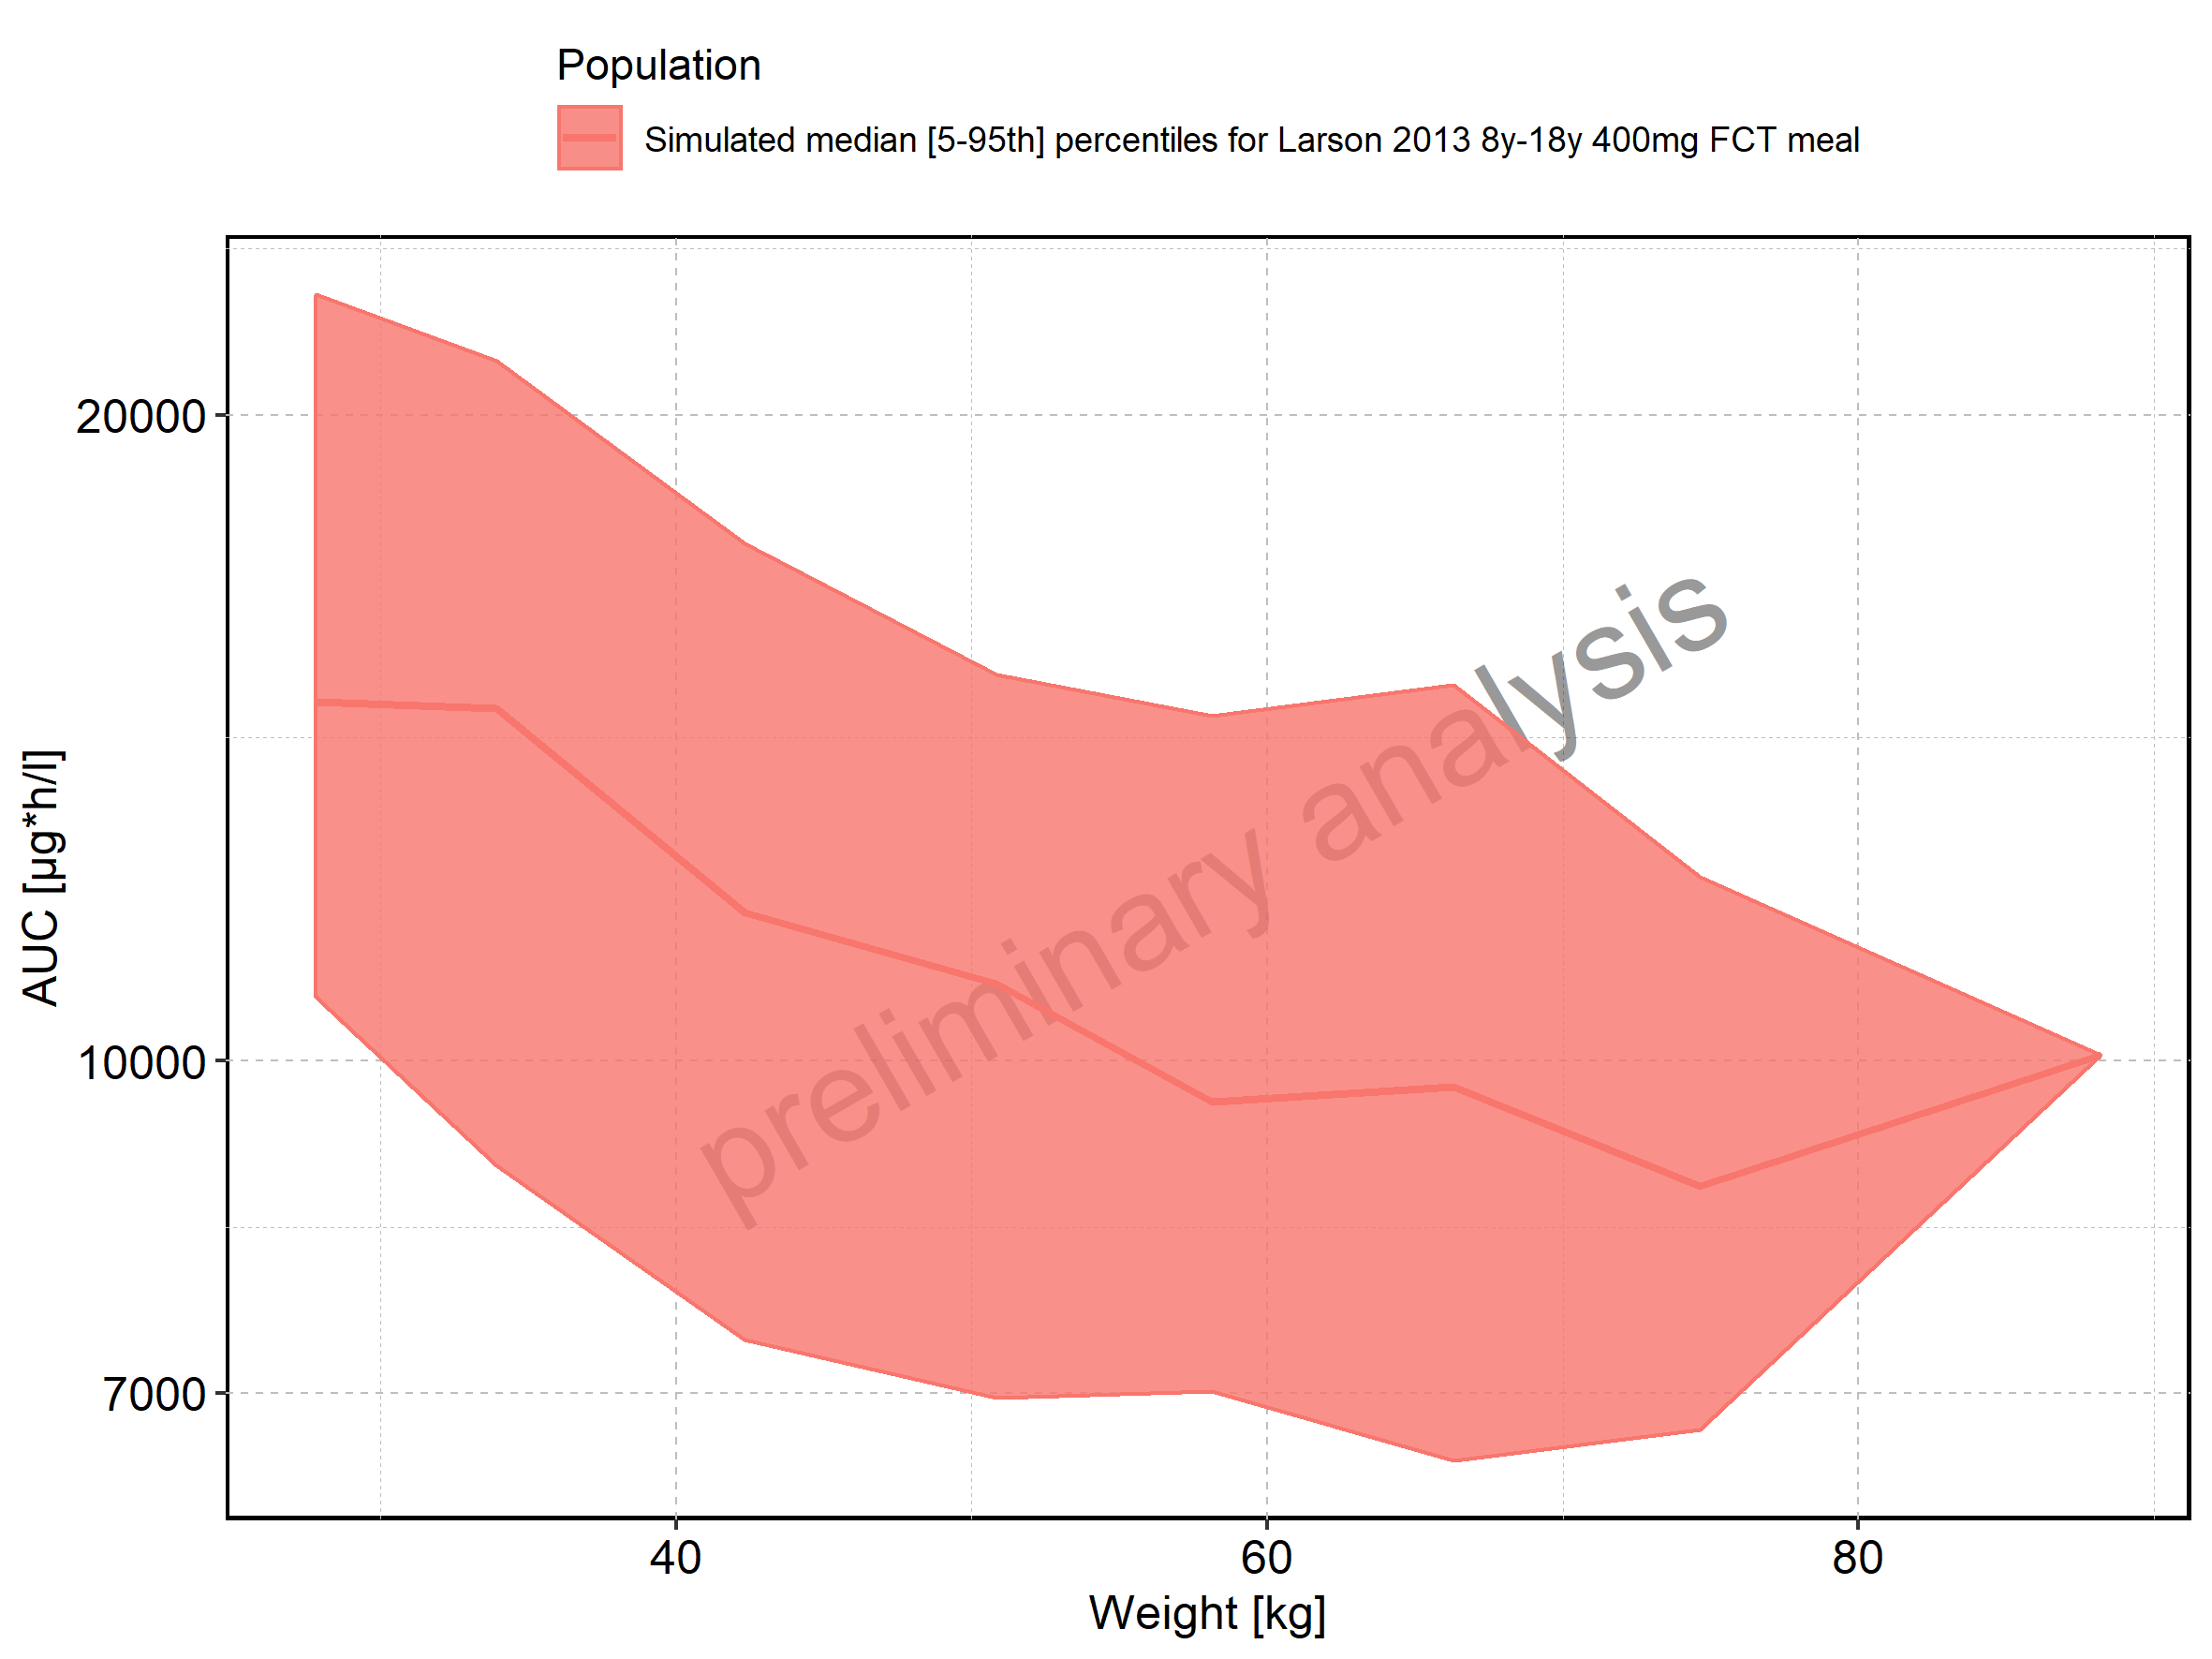 Population
Simulated median [5-95th] percentiles for Larson 2013 8y-18y 400mg FCT meal
20000
10000
7000
AUC [µg*h/l]
preliminary analysis
40 60 80
Weight [kg]